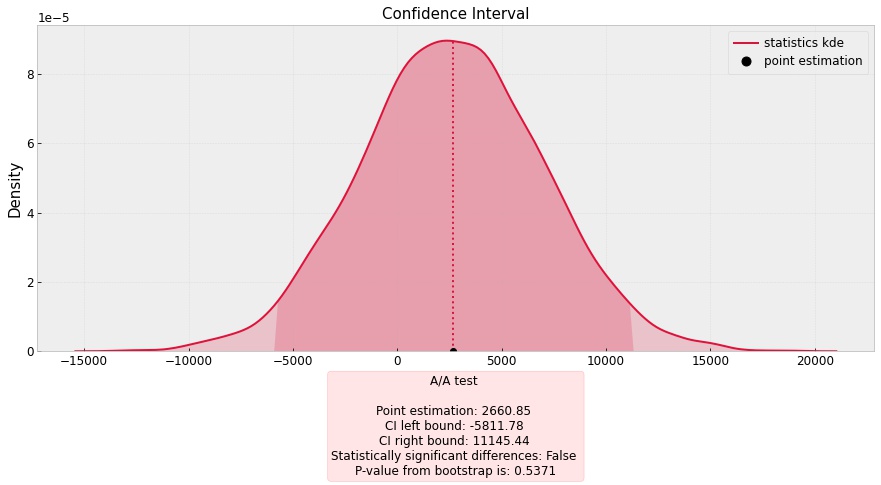 Confidence Interval
1e−5
statistics kde
point estimation
Density
8
6
4
2
0
−15000 −10000 −5000 0 5000 10000 15000 20000
A/A test
Point estimation: 2660.85
CI left bound: -5811.78
CI right bound: 11145.44
Statistically significant differences: False
P-value from bootstrap is: 0.5371